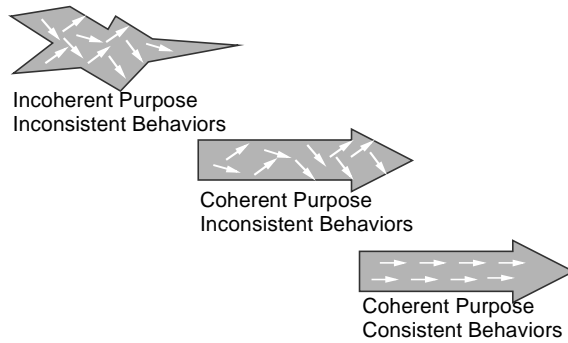 Incoherent Purpose
Inconsistent Behaviors
Coherent Purpose
Inconsistent Behaviors
Coherent Purpose
Consistent Behaviors